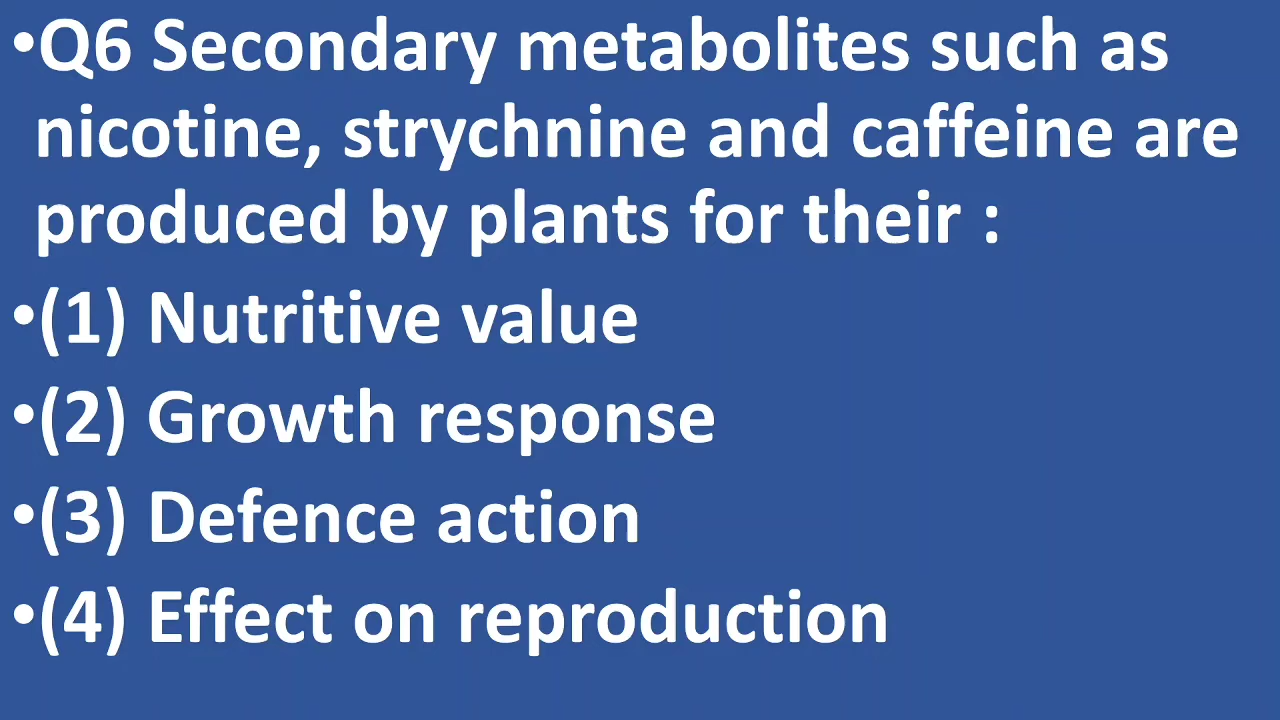 •Q6 Secondary metabolites such as
nicotine, strychnine and caffeine are
produced by plants for their :
•(1) Nutritive value
•(2) Growth response
•(3) Defence action
•(4) Effect on reproduction